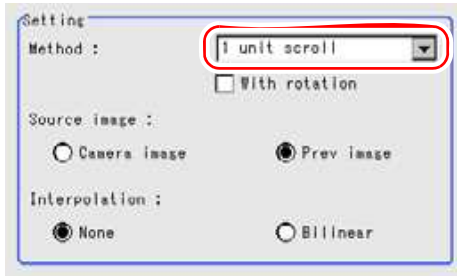 Setting
Method :
1 unit scroll
With rotation
Source image :
Camera image
Prev image
Interpolation :
None
Bilinear